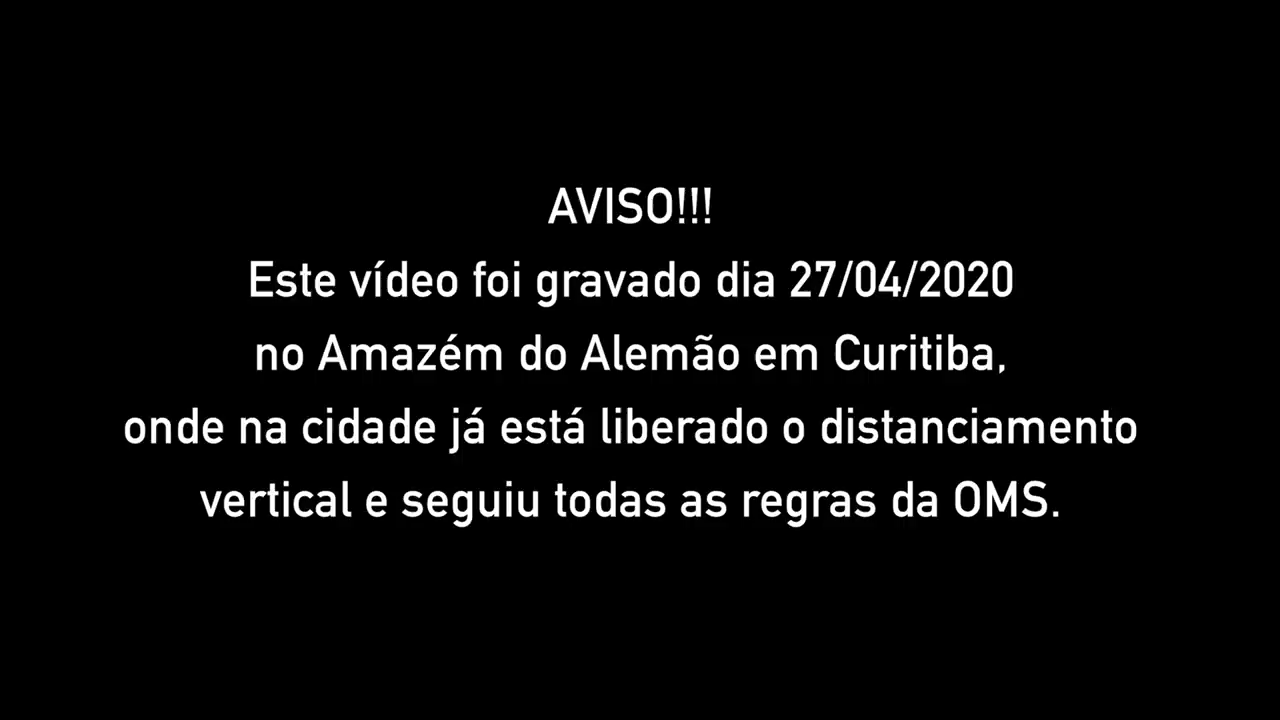 AVISO!!!
Este vídeo foi gravado dia 27/04/2020
no Amazém do Alemão em Curitiba,
onde na cidade já está liberado o distanciamento
vertical e seguiu todas as regras da OMS.